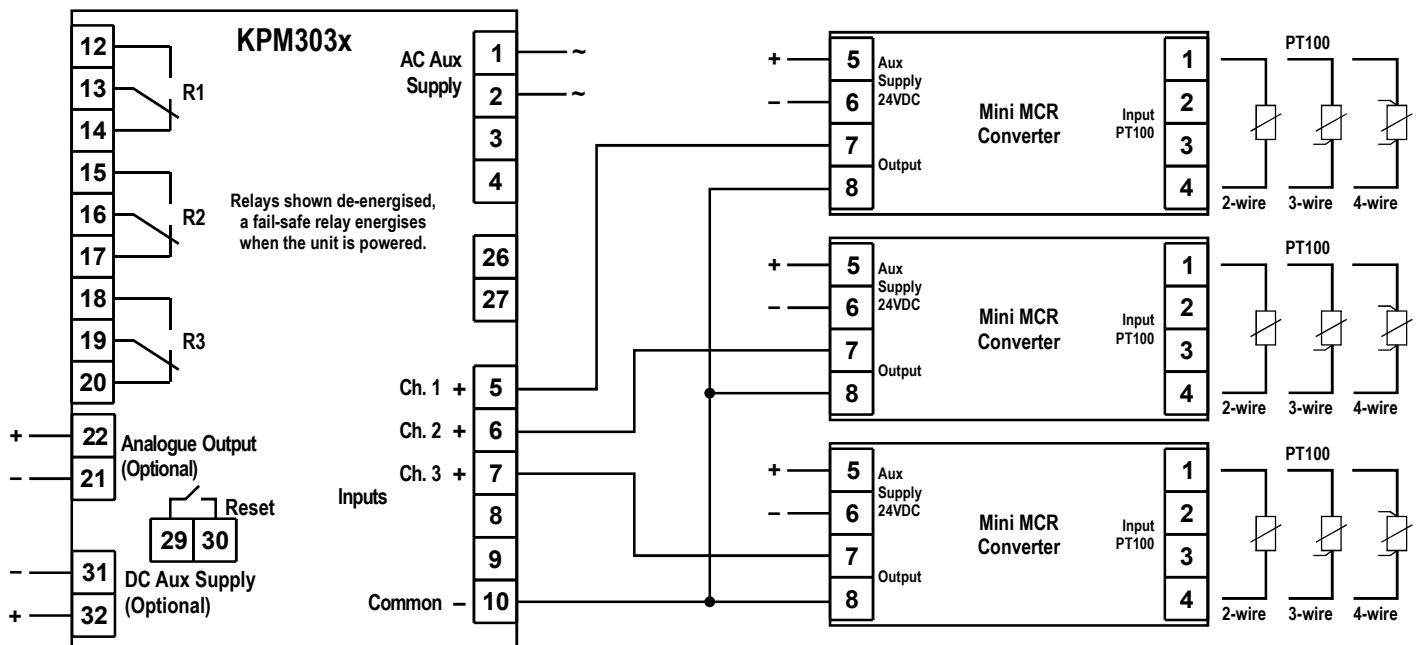 KPM303x
12
13
14
R1
15
16
17
R2
18
19
20
R3
Relays shown de-energised,
a fail-safe relay energises
when the unit is powered.
+ 22
− 21
Analogue Output
(Optional)
Reset
29 30
− 31
+ 32
DC Aux Supply
(Optional)
AC Aux
Supply
1 ~
2 ~
3
4
26
27
Inputs
Ch. 1 + 5
Ch. 2 + 6
Ch. 3 + 7
8
9
Common − 10
+ 5
− 6
7
8
Aux
Supply
24VDC
Output
Mini MCR
Converter
Input
PT100
1
2
3
4
PT100
2-wire 3-wire 4-wire
+ 5
− 6
7
8
Aux
Supply
24VDC
Output
Mini MCR
Converter
Input
PT100
1
2
3
4
PT100
2-wire 3-wire 4-wire
+ 5
− 6
7
8
Aux
Supply
24VDC
Output
Mini MCR
Converter
Input
PT100
1
2
3
4
PT100
2-wire 3-wire 4-wire